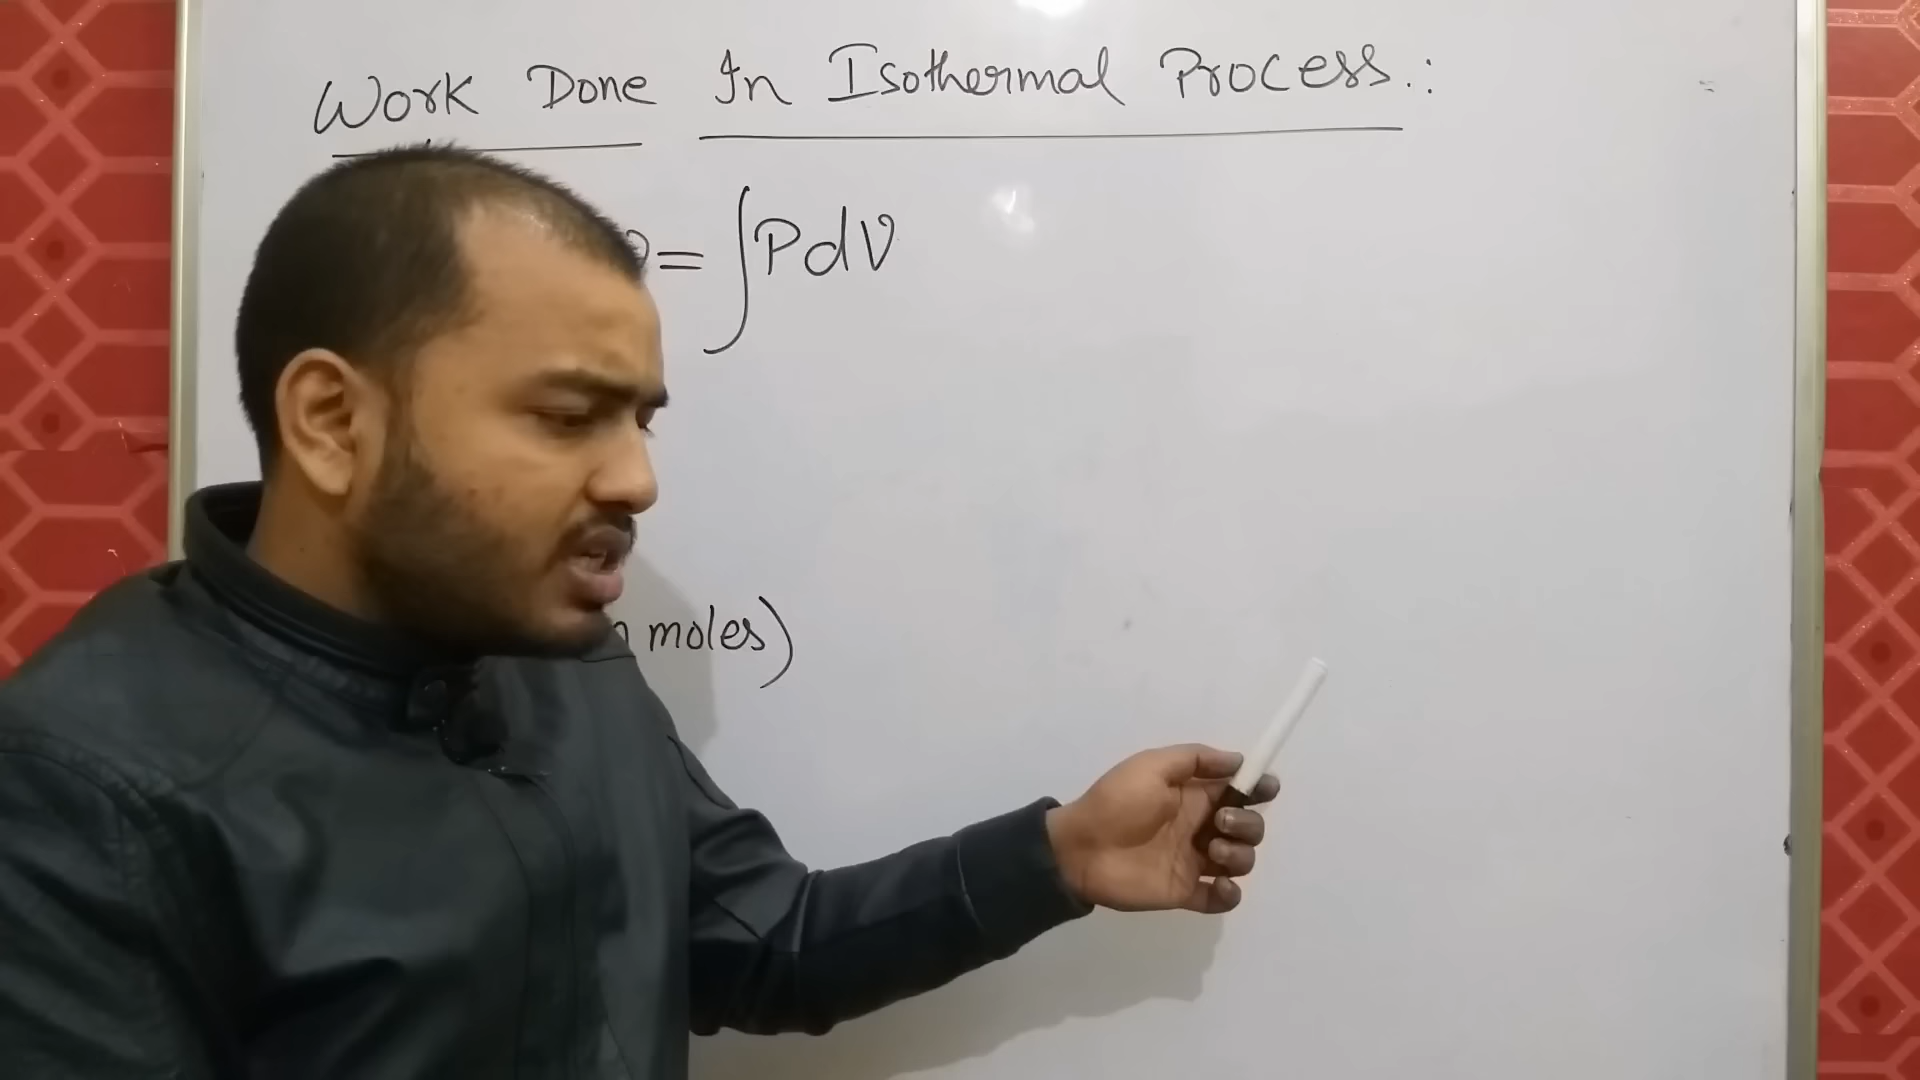 Work Done In Isothermal Process.:
= ∫PdV
n moles)